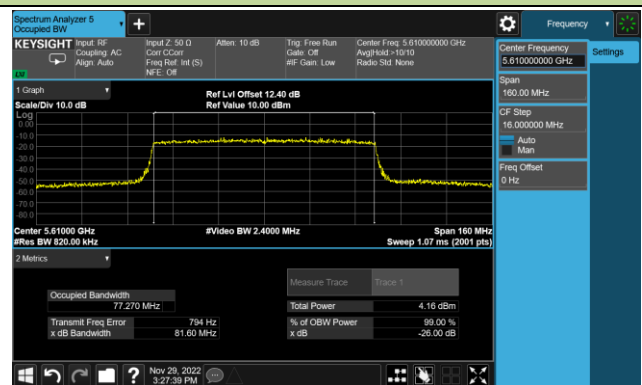 Spectrum Analyzer 5
Occupied BW
+
Frequency
KEYSIGHT
Input: RF
Coupling: AC
Align: Auto
Input Z: 50 Ω
Corr CCorr
Freq Ref: Int (S)
NFE: Off
Atten: 10 dB
Trig: Free Run
Gate: Off
#IF Gain: Low
Center Freq: 5.610000000 GHz
Avg|Hold:>10/10
Radio Std: None
LXI
Center Frequency
5.610000000 GHz
Settings
Span
160.00 MHz
CF Step
16.000000 MHz
Auto
Man
Freq Offset
0 Hz
1 Graph
Scale/Div 10.0 dB
Ref Lvl Offset 12.40 dB
Ref Value 10.00 dBm
Log
0.00
-10.0
-20.0
-30.0
-40.0
-50.0
-60.0
-70.0
-80.0
Center 5.61000 GHz
#Res BW 820.00 kHz
#Video BW 2.4000 MHz
Span 160 MHz
Sweep 1.07 ms (2001 pts)
2 Metrics
Measure Trace
Trace 1
Occupied Bandwidth
77.270 MHz
Total Power
4.16 dBm
Transmit Freq Error
794 Hz
% of OBW Power
99.00 %
x dB Bandwidth
81.60 MHz
x dB
-26.00 dB
?
Nov 29, 2022
3:27:39 PM